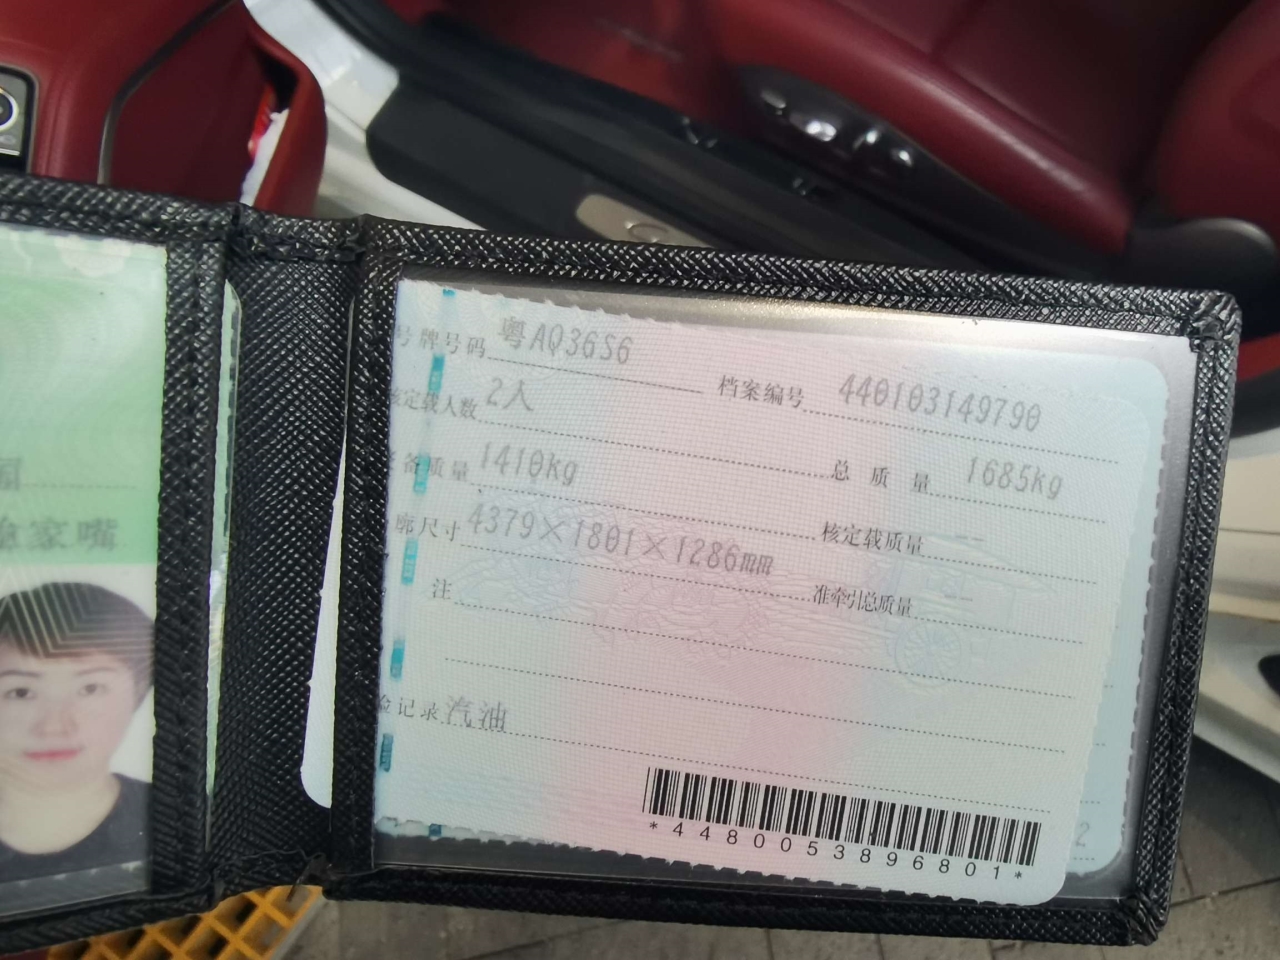 号牌号码 粤AQ36S6 档案编号 440103149790
核定载人数 2人 总质量 1685kg
备质量 1410kg 核定载质量 --
廓尺寸 4379×1801×1286mm 准牵引总质量 --
注
记录 汽油
*4480053896801*
家嘴
2